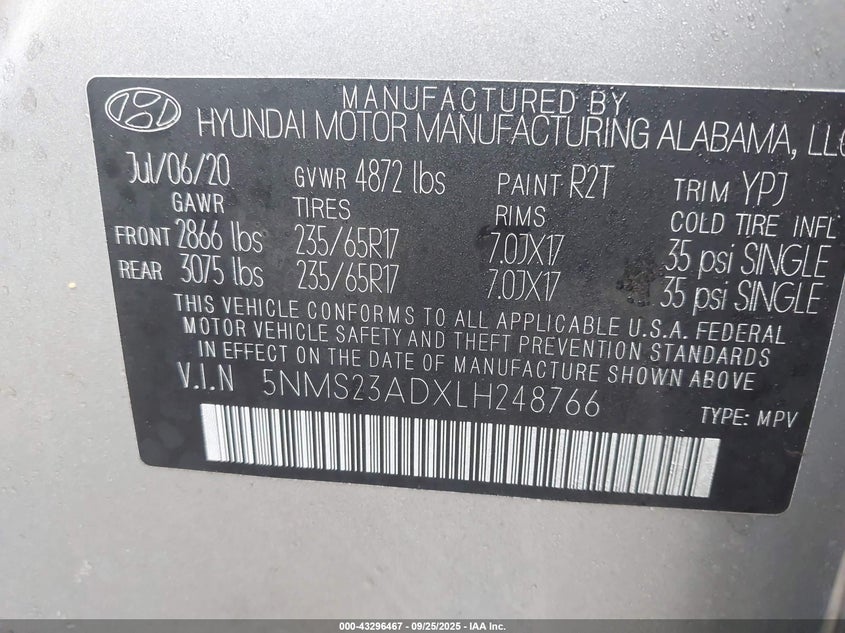 MANUFACTURED BY
HYUNDAI MOTOR MANUFACTURING ALABAMA, LLC
Jul/06/20 GVWR 4872 lbs PAINT R2T TRIM YPJ
GAWR TIRES RIMS COLD TIRE INFL
FRONT 2866 lbs 235/65R17 7.0JX17 35 psi SINGLE
REAR 3075 lbs 235/65R17 7.0JX17 35 psi SINGLE
THIS VEHICLE CONFORMS TO ALL APPLICABLE U.S.A. FEDERAL
MOTOR VEHICLE SAFETY AND THEFT PREVENTION STANDARDS
IN EFFECT ON THE DATE OF MANUFACTURE SHOWN ABOVE.
V.I.N 5NMS23ADXLH248766
TYPE: MPV
000-43296467 - 09/25/2025 - IAA Inc.